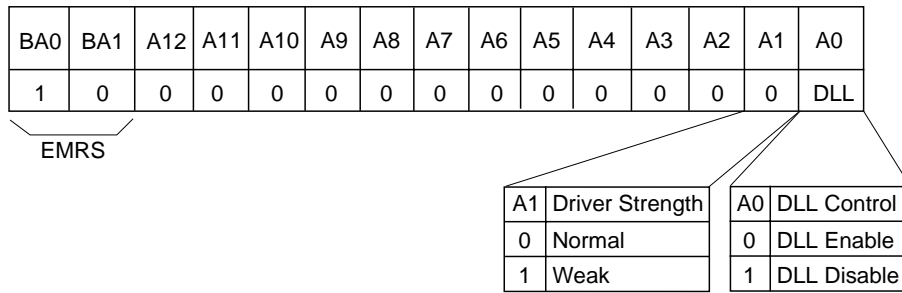 BA0 BA1 A12 A11 A10 A9 A8 A7 A6 A5 A4 A3 A2 A1 A0
1 0 0 0 0 0 0 0 0 0 0 0 0 0 DLL
EMRS
A1 Driver Strength
0 Normal
1 Weak
A0 DLL Control
0 DLL Enable
1 DLL Disable